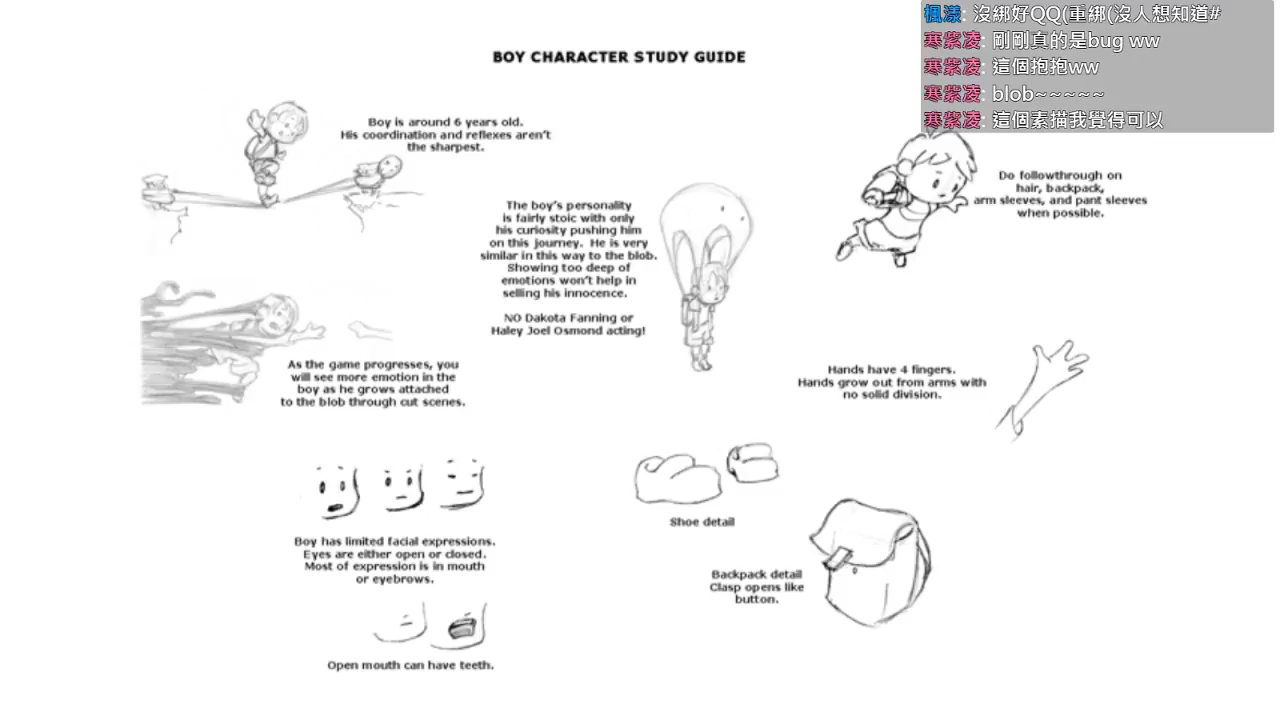 楓漾: 沒綁好QQ(重綁(沒人想知道#
寒紫凌: 剛剛真的是bug ww
寒紫凌: 這個抱抱ww
寒紫凌: blob~~~~~
寒紫凌: 這個素描我覺得可以
BOY CHARACTER STUDY GUIDE
Boy is around 6 years old.
His coordination and reflexes aren't
the sharpest.
The boy's personality
is fairly stoic with only
his curiosity pushing him
on this journey. He is very
similar in this way to the blob.
Showing too deep of
emotions won't help in
selling his innocence.
NO Dakota Fanning or
Haley Joel Osmond acting!
Do followthrough on
hair, backpack,
arm sleeves, and pant sleeves
when possible.
As the game progresses, you
will see more emotion in the
boy as he grows attached
to the blob through cut scenes.
Hands have 4 fingers.
Hands grow out from arms with
no solid division.
Boy has limited facial expressions.
Eyes are either open or closed.
Most of expression is in mouth
or eyebrows.
Shoe detail
Backpack detail
Clasp opens like
button.
Open mouth can have teeth.